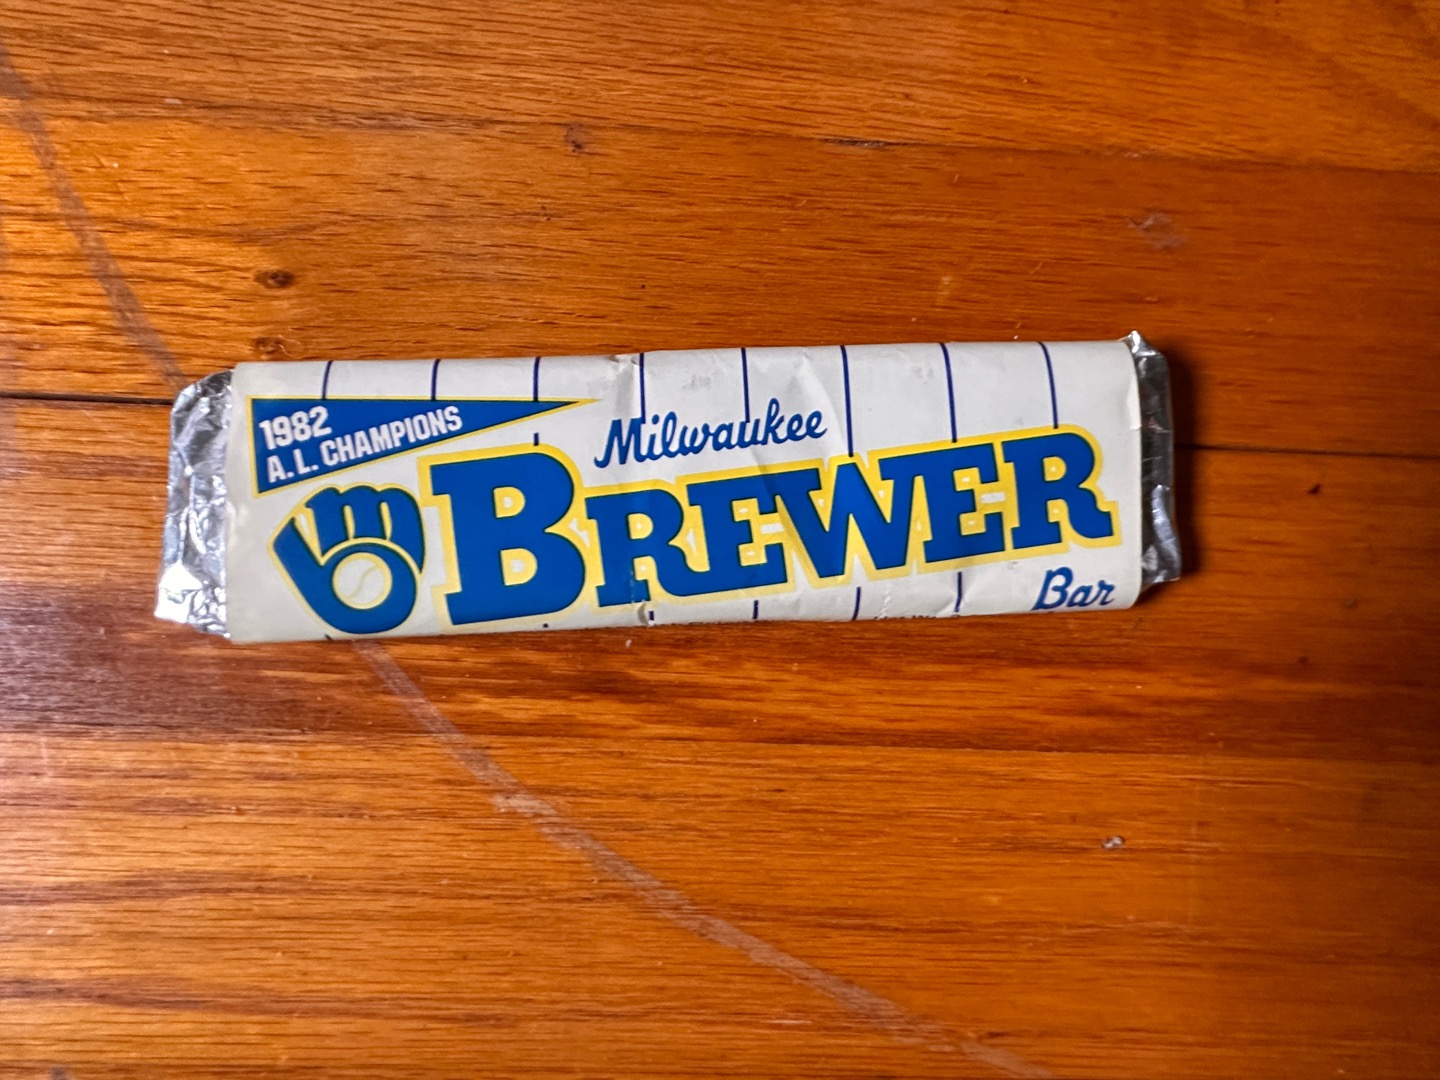 1982
A.L. CHAMPIONS
Milwaukee
BREWER
Bar